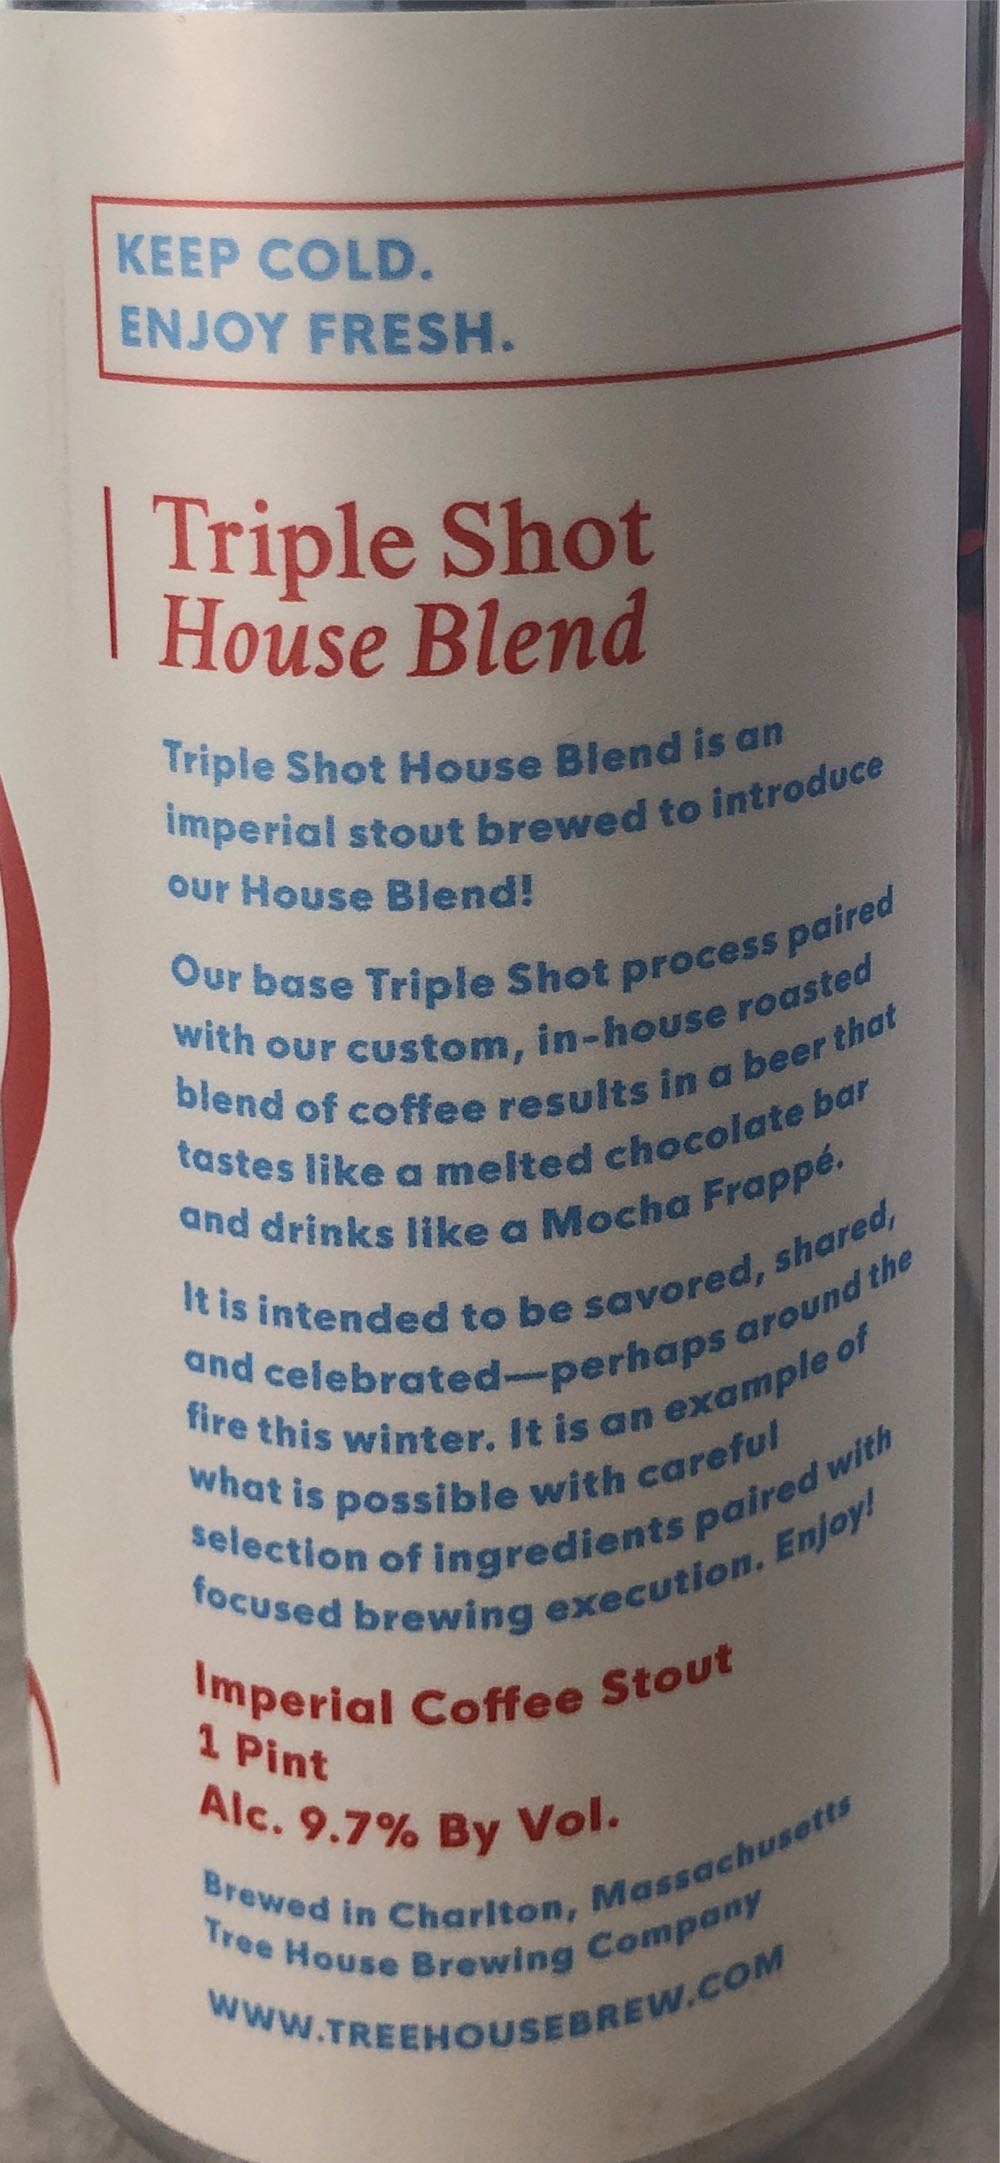 KEEP COLD.
ENJOY FRESH.
Triple Shot
House Blend
Triple Shot House Blend is an
imperial stout brewed to introduce
our House Blend!
Our base Triple Shot process paired
with our custom, in-house roasted
blend of coffee results in a beer that
tastes like a melted chocolate bar
and drinks like a Mocha Frappé.
It is intended to be savored, shared,
and celebrated—perhaps around the
fire this winter. It is an example of
what is possible with careful
selection of ingredients paired with
focused brewing execution. Enjoy!
Imperial Coffee Stout
1 Pint
Alc. 9.7% By Vol.
Brewed in Charlton, Massachusetts
Tree House Brewing Company
WWW.TREEHOUSEBREW.COM